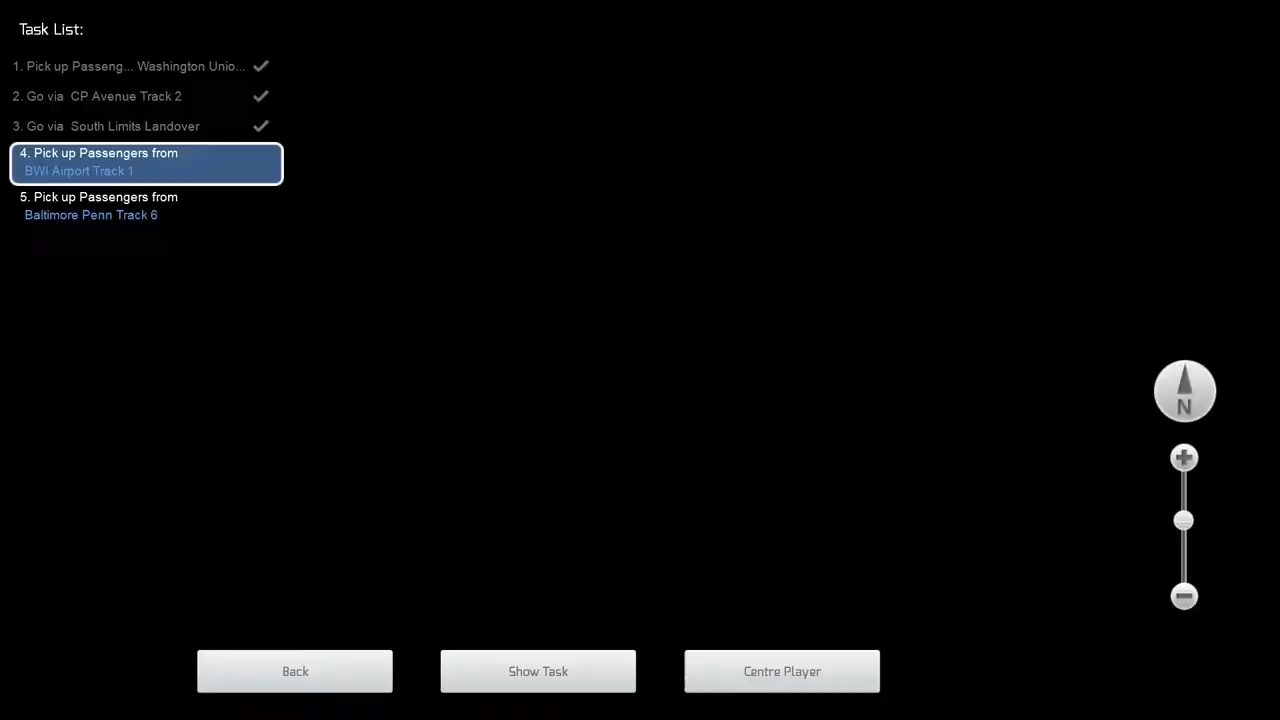 Task List:
1. Pick up Passeng... Washington Unio...
2. Go via  CP Avenue Track 2
3. Go via  South Limits Landover
4. Pick up Passengers from
BWI Airport Track 1
5. Pick up Passengers from
Baltimore Penn Track 6
N
Back
Show Task
Centre Player